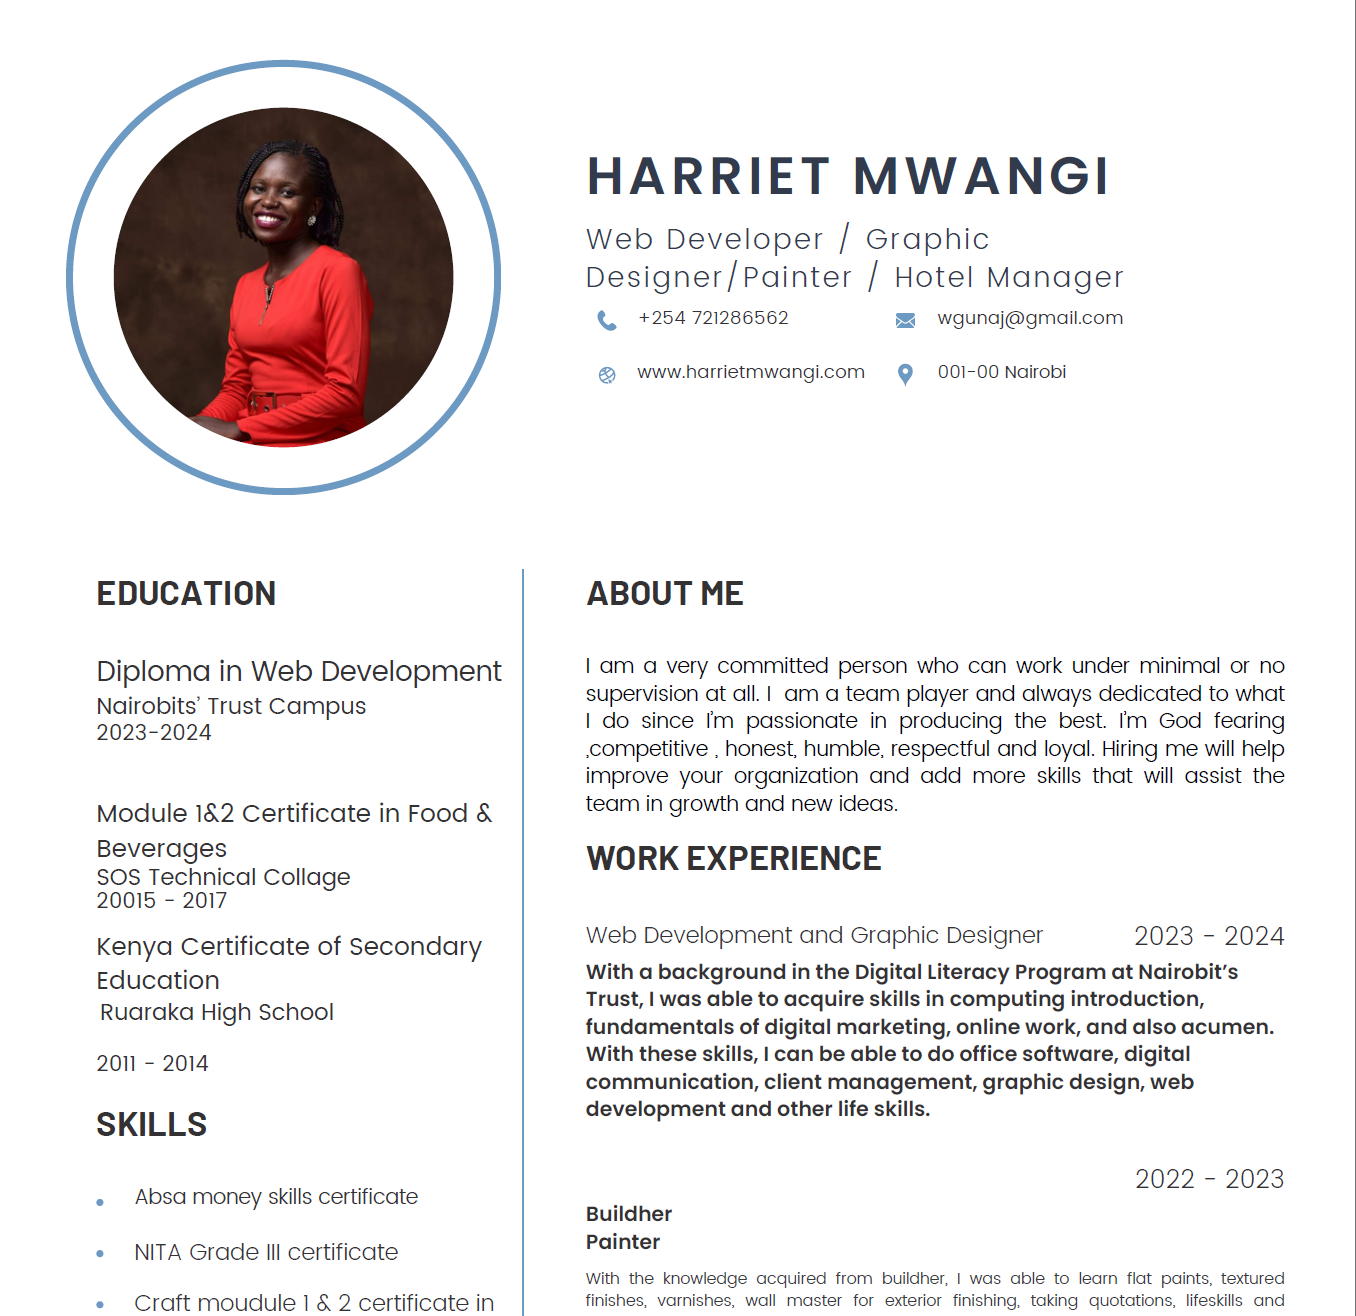 HARRIET MWANGI
Web Developer / Graphic
Designer/Painter / Hotel Manager
+254 721286562
wgunaj@gmail.com
www.harrietmwangi.com
001-00 Nairobi
EDUCATION
Diploma in Web Development
Nairobits’ Trust Campus
2023-2024
Module 1&2 Certificate in Food &
Beverages
SOS Technical Collage
20015 - 2017
Kenya Certificate of Secondary
Education
Ruaraka High School
2011 - 2014
SKILLS
Absa money skills certificate
NITA Grade III certificate
Craft moudule 1 & 2 certificate in
ABOUT ME
I am a very committed person who can work under minimal or no
supervision at all. I am a team player and always dedicated to what
I do since I’m passionate in producing the best. I’m God fearing
,competitive , honest, humble, respectful and loyal. Hiring me will help
improve your organization and add more skills that will assist the
team in growth and new ideas.
WORK EXPERIENCE
Web Development and Graphic Designer 2023 - 2024
With a background in the Digital Literacy Program at Nairobit’s
Trust, I was able to acquire skills in computing introduction,
fundamentals of digital marketing, online work, and also acumen.
With these skills, I can be able to do office software, digital
communication, client management, graphic design, web
development and other life skills.
2022 - 2023
Buildher
Painter
With the knowledge acquired from buildher, I was able to learn flat paints, textured
finishes, varnishes, wall master for exterior finishing, taking quotations, lifeskills and